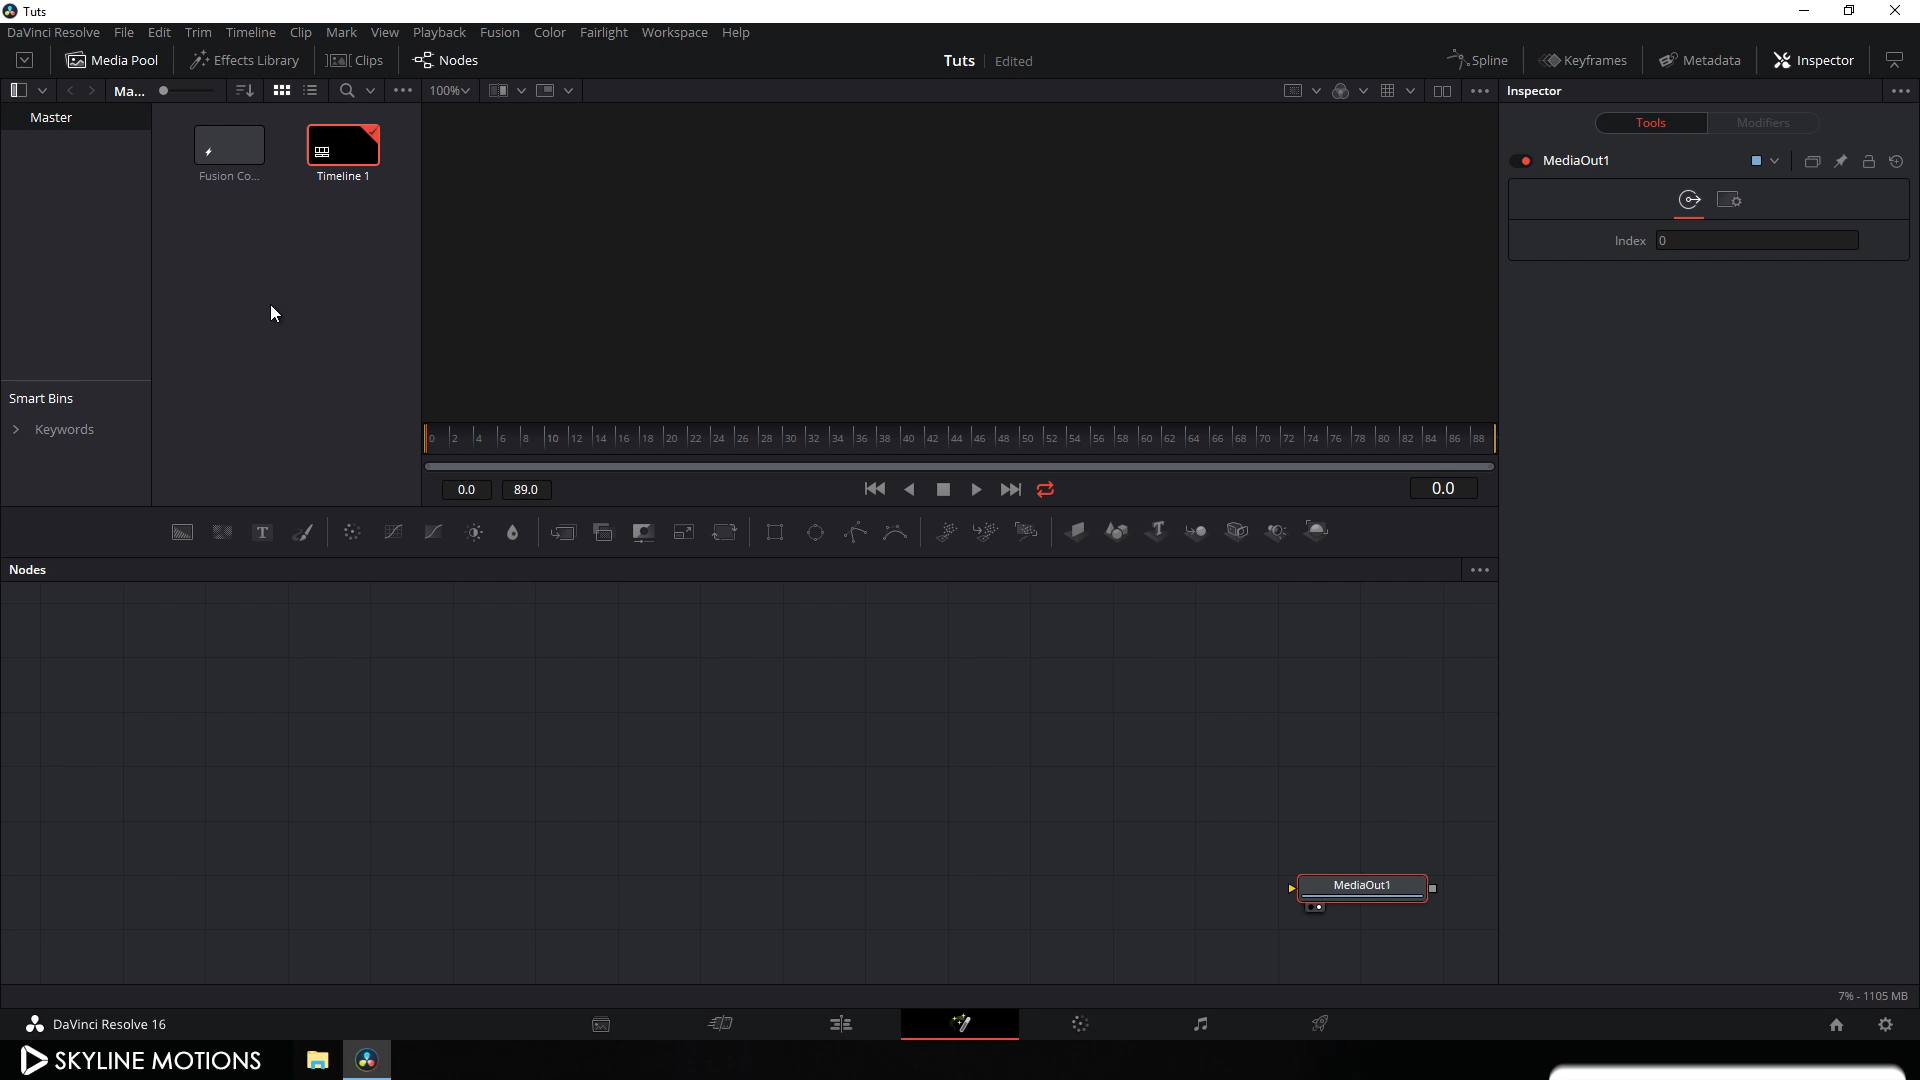 Tuts
DaVinci Resolve File Edit Trim Timeline Clip Mark View Playback Fusion Color Fairlight Workspace Help
Media Pool Effects Library Clips Nodes Tuts Edited Spline Keyframes Metadata Inspector
Ma... 100% Inspector
Master
Tools Modifiers
MediaOut1
Fusion Co... Timeline 1
Index 0
Smart Bins
Keywords
0 2 4 6 8 10 12 14 16 18 20 22 24 26 28 30 32 34 36 38 40 42 44 46 48 50 52 54 56 58 60 62 64 66 68 70 72 74 76 78 80 82 84 86 88
0.0 89.0 0.0
Nodes
MediaOut1
7% - 1105 MB
DaVinci Resolve 16
SKYLINE MOTIONS